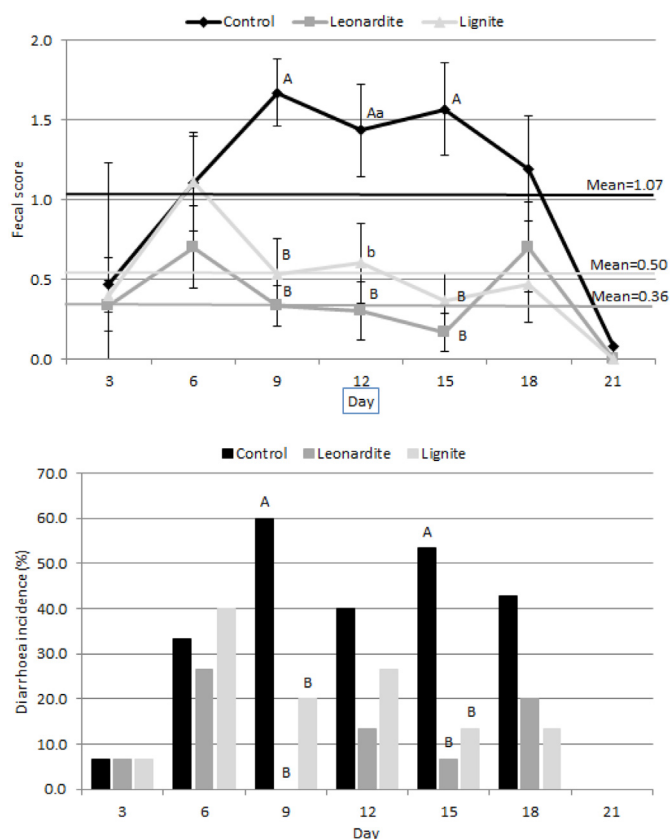 Control Leonardite Lignite
2.0
1.5
1.0
0.5
0.0
Fecal score
A
Aa
A
Mean=1.07
B
b
Mean=0.50
B
B
B
Mean=0.36
B
3 6 9 12 15 18 21
Day
Control Leonardite Lignite
70.0
60.0
50.0
40.0
30.0
20.0
10.0
0.0
Diarrhoea incidence (%)
A
A
B
B
B
B
3 6 9 12 15 18 21
Day